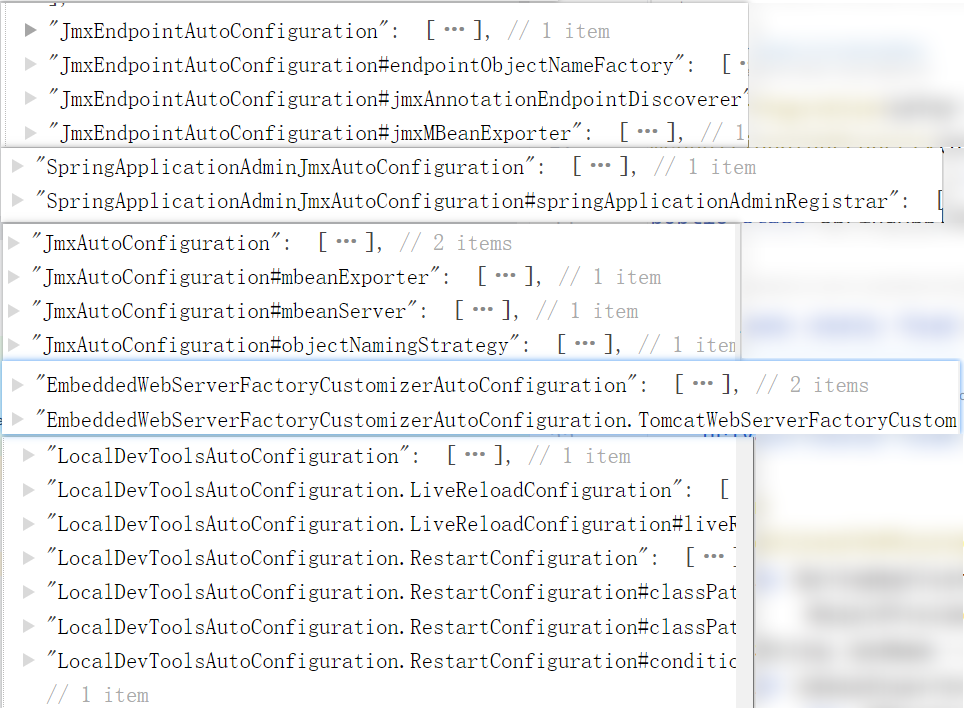 "JmxEndpointAutoConfiguration": [ ··· ], // 1 item
"JmxEndpointAutoConfiguration#endpointObjectNameFactory": [ ·
"JmxEndpointAutoConfiguration#jmxAnnotationEndpointDiscoverer"
"JmxEndpointAutoConfiguration#jmxMBeanExporter": [ ··· ], // 1
"SpringApplicationAdminJmxAutoConfiguration": [ ··· ], // 1 item
"SpringApplicationAdminJmxAutoConfiguration#springApplicationAdminRegistrar": [
"JmxAutoConfiguration": [ ··· ], // 2 items
"JmxAutoConfiguration#mbeanExporter": [ ··· ], // 1 item
"JmxAutoConfiguration#mbeanServer": [ ··· ], // 1 item
"JmxAutoConfiguration#objectNamingStrategy": [ ··· ], // 1 item
"EmbeddedWebServerFactoryCustomizerAutoConfiguration": [ ··· ], // 2 items
"EmbeddedWebServerFactoryCustomizerAutoConfiguration.TomcatWebServerFactoryCustom
"LocalDevToolsAutoConfiguration": [ ··· ], // 1 item
"LocalDevToolsAutoConfiguration.LiveReloadConfiguration": [
"LocalDevToolsAutoConfiguration.LiveReloadConfiguration#liveR
"LocalDevToolsAutoConfiguration.RestartConfiguration": [ ··· ]
"LocalDevToolsAutoConfiguration.RestartConfiguration#classPat
"LocalDevToolsAutoConfiguration.RestartConfiguration#classPat
"LocalDevToolsAutoConfiguration.RestartConfiguration#conditio
// 1 item